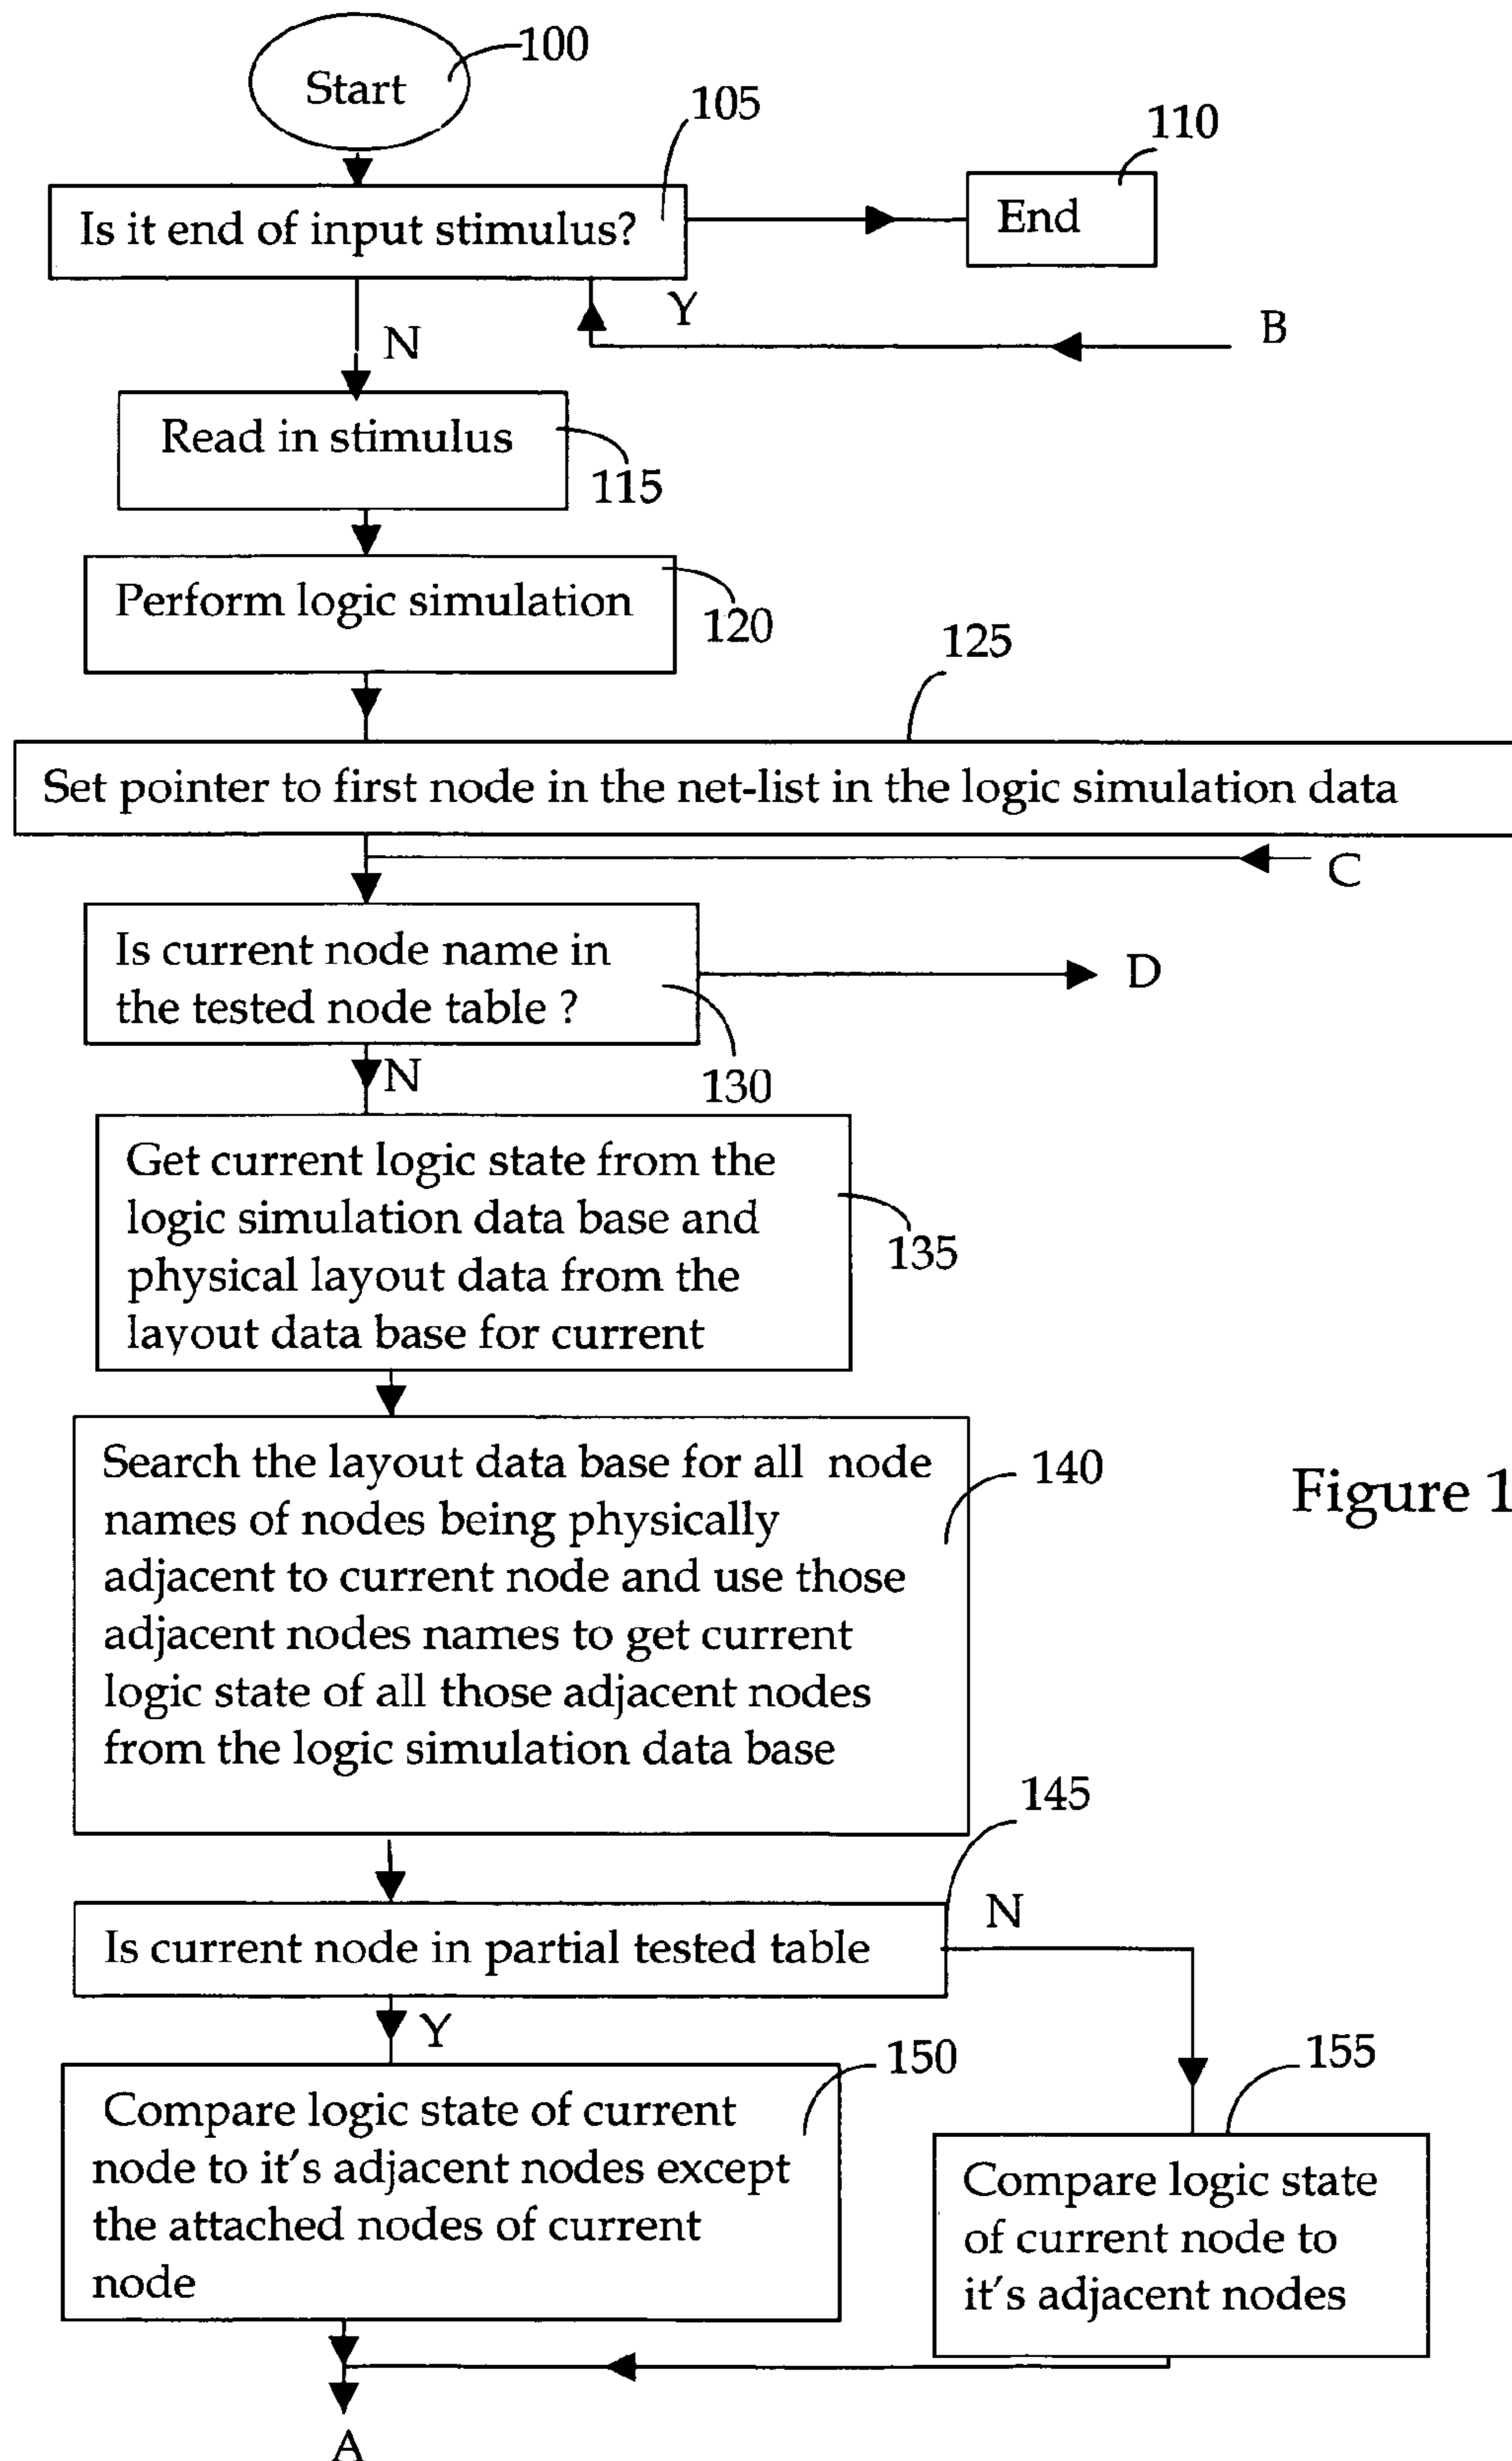 100
Start
105
110
Is it end of input stimulus?
End
Y
B
N
Read in stimulus
115
Perform logic simulation
120
125
Set pointer to first node in the net-list in the logic simulation data
C
Is current node name in
the tested node table ?
D
N
130
Get current logic state from the
logic simulation data base and
physical layout data from the
layout data base for current
135
Search the layout data base for all node
names of nodes being physically
adjacent to current node and use those
adjacent nodes names to get current
logic state of all those adjacent nodes
from the logic simulation data base
140
Figure 1
145
N
Is current node in partial tested table
Y
150
155
Compare logic state of current
node to it's adjacent nodes except
the attached nodes of current
node
Compare logic state
of current node to
it's adjacent nodes
A